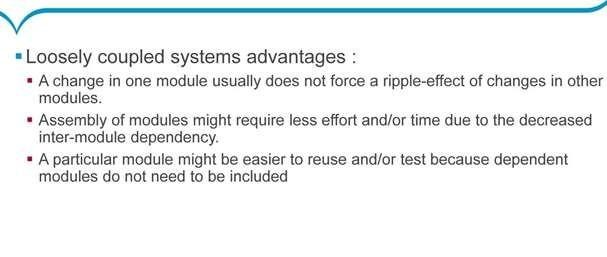 Loosely coupled systems advantages :
A change in one module usually does not force a ripple-effect of changes in other
modules.
Assembly of modules might require less effort and/or time due to the decreased
inter-module dependency.
A particular module might be easier to reuse and/or test because dependent
modules do not need to be included